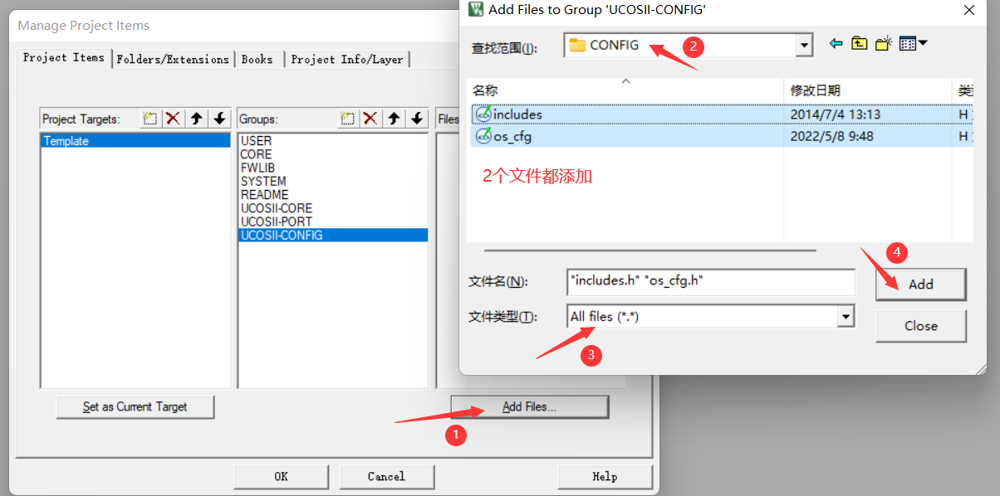 Manage Project Items
Project Items Folders/Extensions Books Project Info/Layer
Project Targets:
Template
Set as Current Target
Groups:
USER
CORE
FWLIB
SYSTEM
README
UCOSII-CORE
UCOSII-PORT
UCOSII-CONFIG
Files
Add Files...
1
OK Cancel Help
Add Files to Group 'UCOSII-CONFIG'
查找范围(I): CONFIG
2
名称 修改日期
includes 2014/7/4 13:13 H
os_cfg 2022/5/8 9:48 H
2个文件都添加
4
文件名(N): "includes.h" "os_cfg.h" Add
文件类型(T): All files (*.*) Close
3